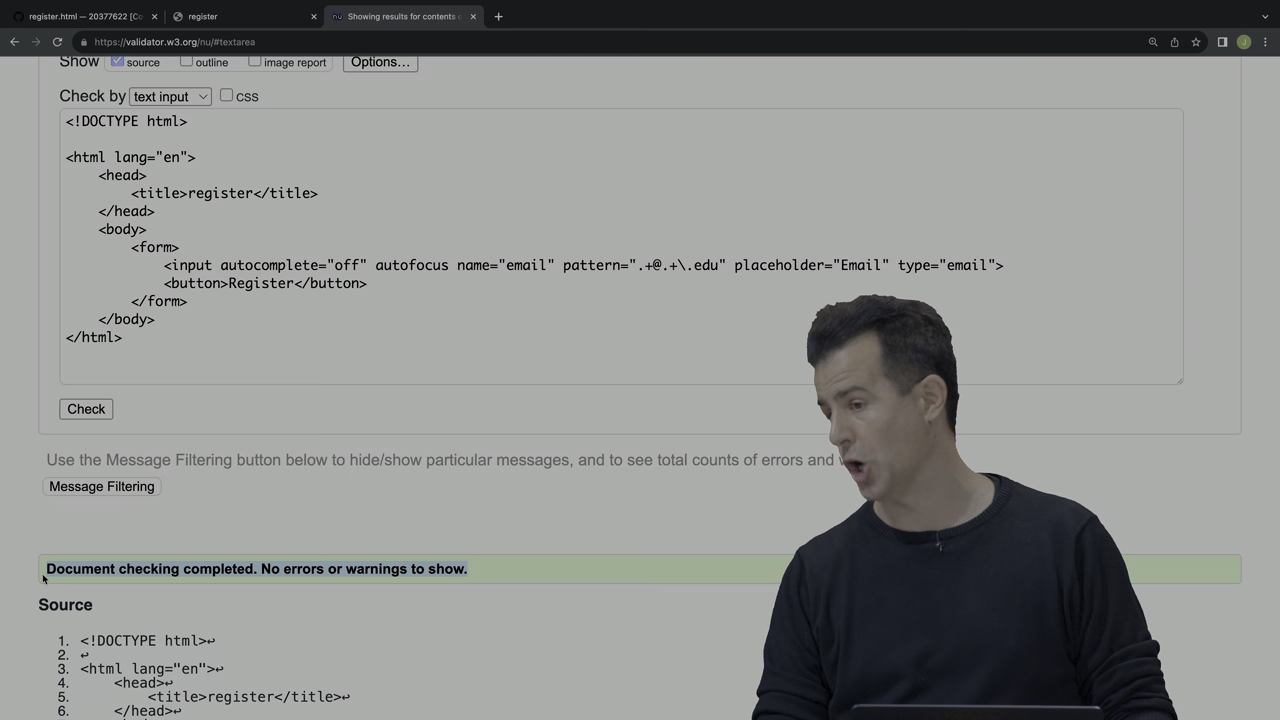 register.html — 20377622 [Co
register
Showing results for contents o
https://validator.w3.org/nu/#textarea
J
Show source outline image report Options…
Check by text input css
<!DOCTYPE html>
<html lang="en">
<head>
<title>register</title>
</head>
<body>
<form>
<input autocomplete="off" autofocus name="email" pattern=".+@.+\.edu" placeholder="Email" type="email">
<button>Register</button>
</form>
</body>
</html>
Check
Use the Message Filtering button below to hide/show particular messages, and to see total counts of errors and
Message Filtering
Document checking completed. No errors or warnings to show.
Source
1. <!DOCTYPE html>↩
2. ↩
3. <html lang="en">↩
4. <head>↩
5. <title>register</title>↩
6. </head>↩